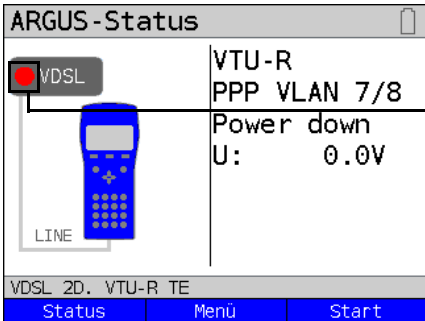 ARGUS-Status
VDSL
VTU-R
PPP VLAN 7/8
Power down
U: 0.0V
LINE
VDSL 2D. VTU-R TE
Status Menü Start